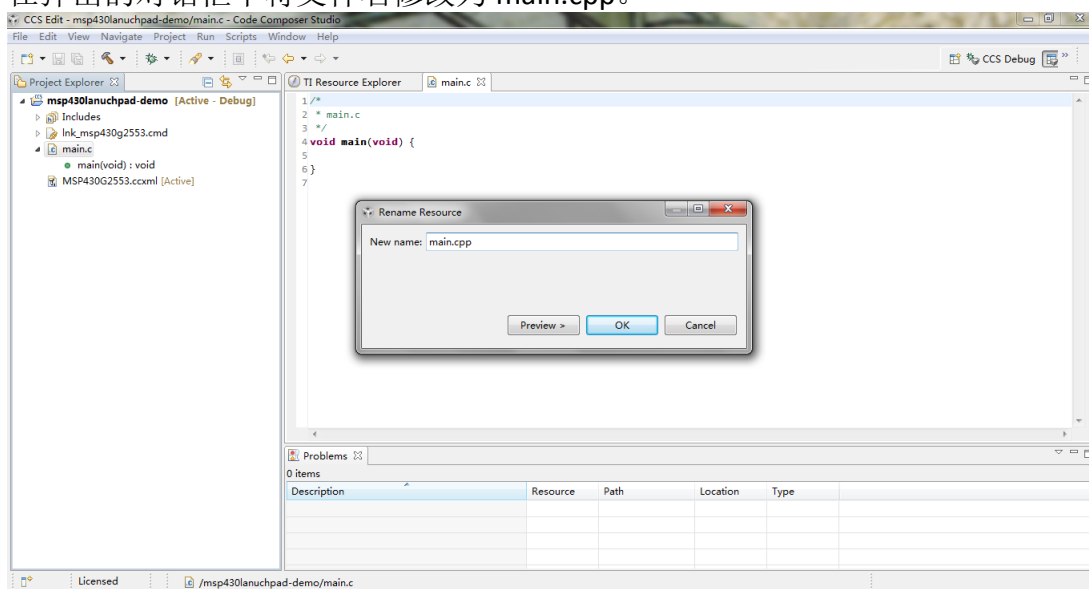 在弹出的对话框中将文件名修改为 main.cpp。
CCS Edit - msp430lanuchpad-demo/main.c - Code Composer Studio
File Edit View Navigate Project Run Scripts Window Help
CCS Debug
Project Explorer
TI Resource Explorer
main.c
msp430lanuchpad-demo [Active - Debug]
Includes
lnk_msp430g2553.cmd
main.c
main(void) : void
MSP430G2553.ccxml [Active]
1 /*
2 * main.c
3 */
4 void main(void) {
5
6 }
7
Rename Resource
New name: main.cpp
Preview > OK Cancel
Problems
0 items
Description Resource Path Location Type
Licensed /msp430lanuchpad-demo/main.c